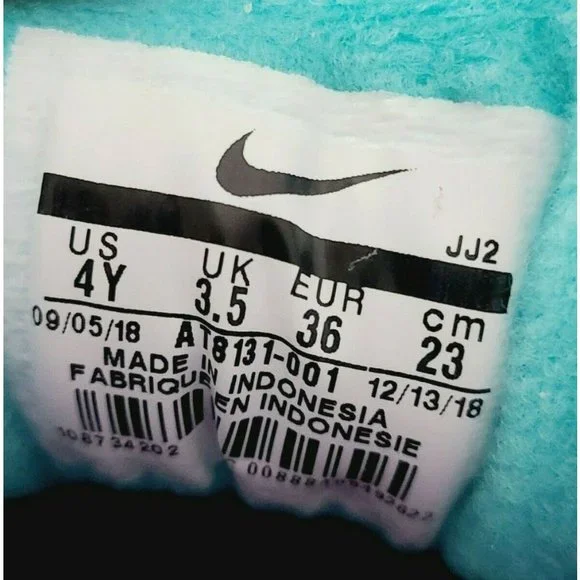 JJ2
US UK EUR cm
4Y 3.5 36 23
09/05/18 AT8131-001 12/13/18
MADE IN INDONESIA
FABRIQUE EN INDONESIE